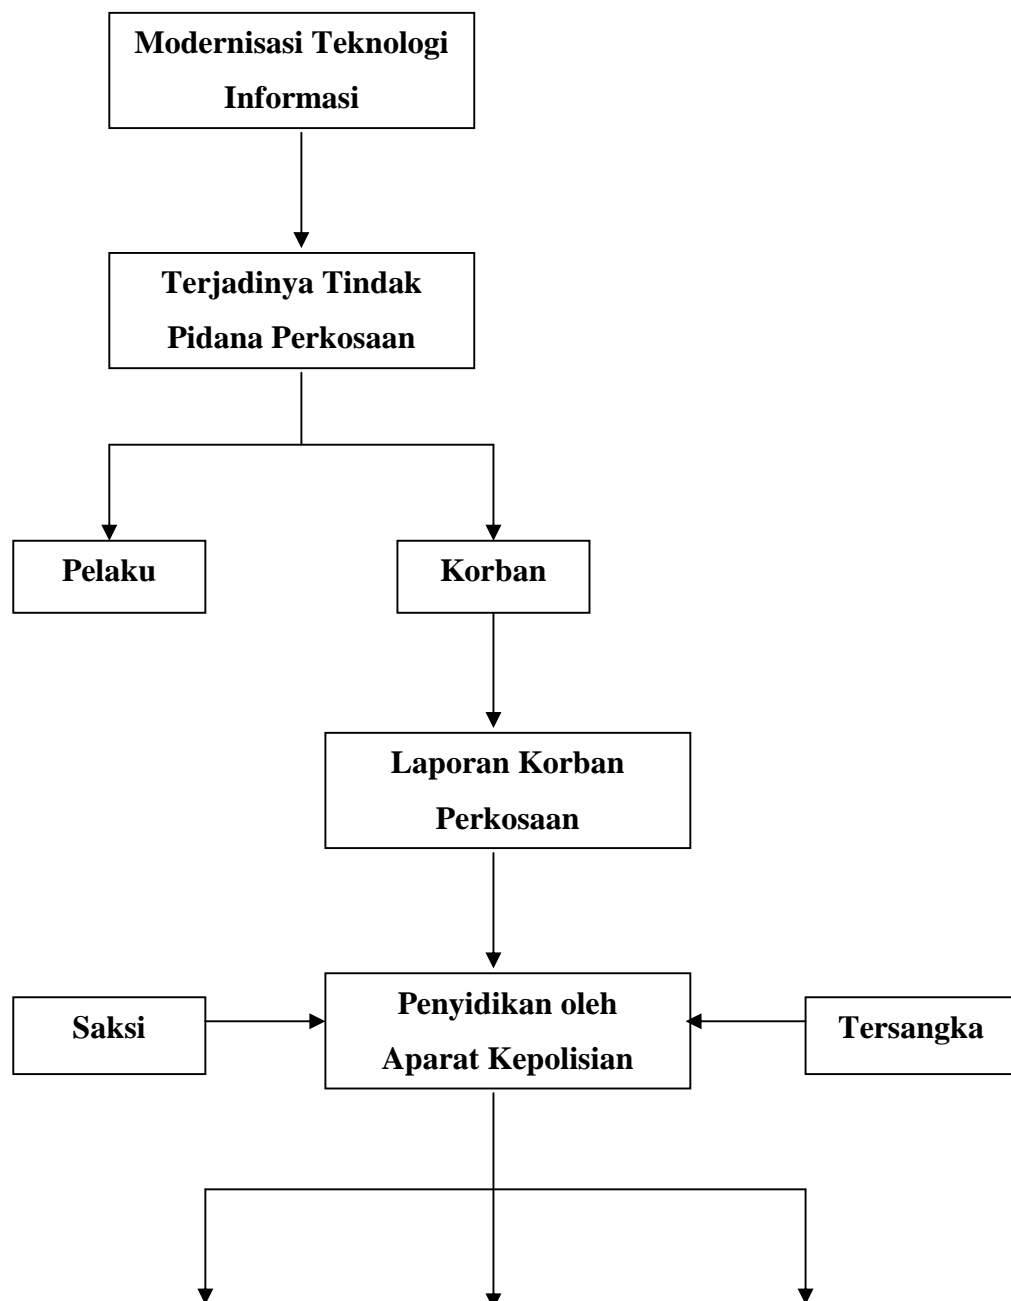 Modernisasi Teknologi
Informasi
Terjadinya Tindak
Pidana Perkosaan
Pelaku
Korban
Laporan Korban
Perkosaan
Saksi
Penyidikan oleh
Aparat Kepolisian
Tersangka